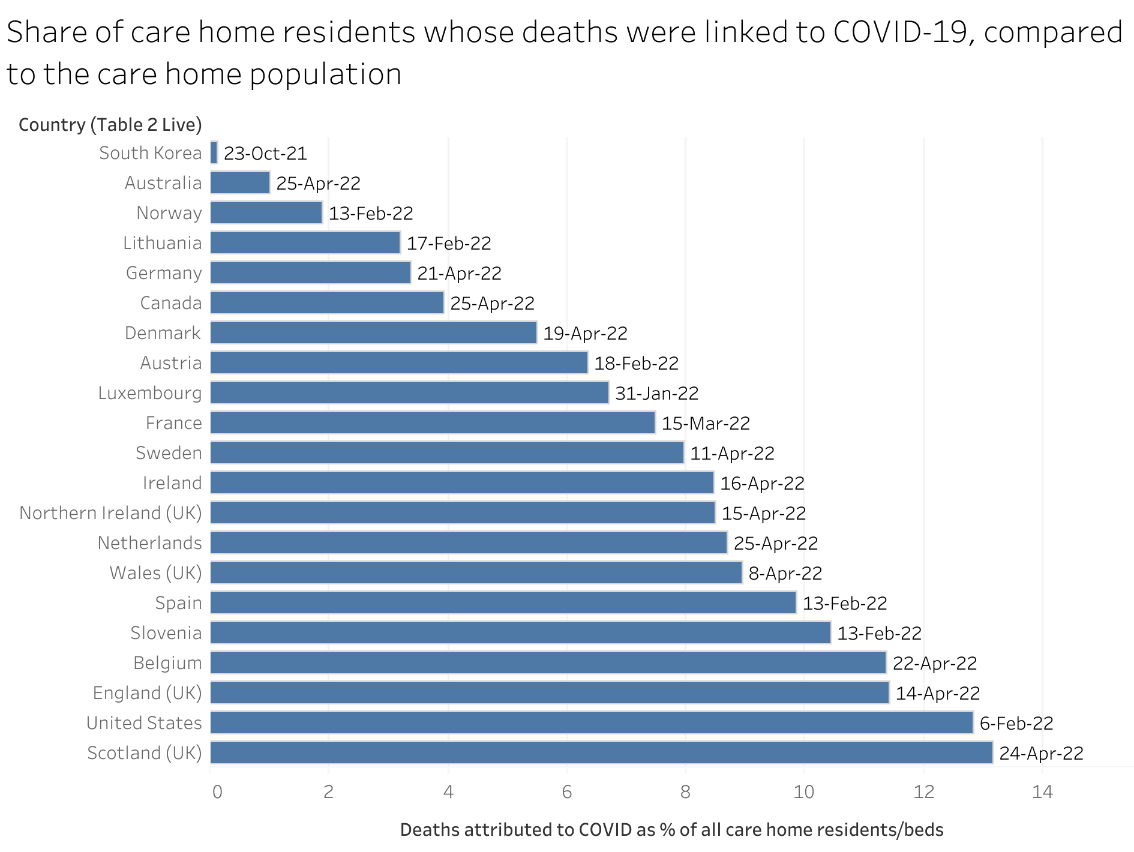 Share of care home residents whose deaths were linked to COVID-19, compared
to the care home population
Country (Table 2 Live)
South Korea 23-Oct-21
Australia 25-Apr-22
Norway 13-Feb-22
Lithuania 17-Feb-22
Germany 21-Apr-22
Canada 25-Apr-22
Denmark 19-Apr-22
Austria 18-Feb-22
Luxembourg 31-Jan-22
France 15-Mar-22
Sweden 11-Apr-22
Ireland 16-Apr-22
Northern Ireland (UK) 15-Apr-22
Netherlands 25-Apr-22
Wales (UK) 8-Apr-22
Spain 13-Feb-22
Slovenia 13-Feb-22
Belgium 22-Apr-22
England (UK) 14-Apr-22
United States 6-Feb-22
Scotland (UK) 24-Apr-22
0 2 4 6 8 10 12 14
Deaths attributed to COVID as % of all care home residents/beds